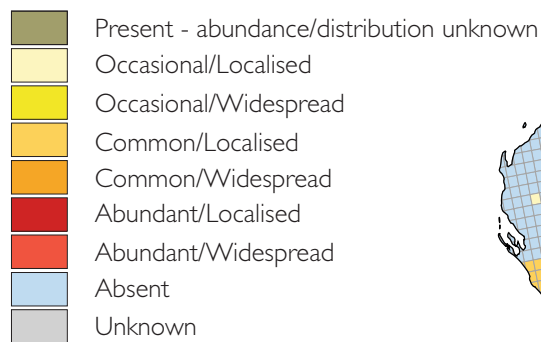 Present - abundance/distribution unknown
Occasional/Localised
Occasional/Widespread
Common/Localised
Common/Widespread
Abundant/Localised
Abundant/Widespread
Absent
Unknown